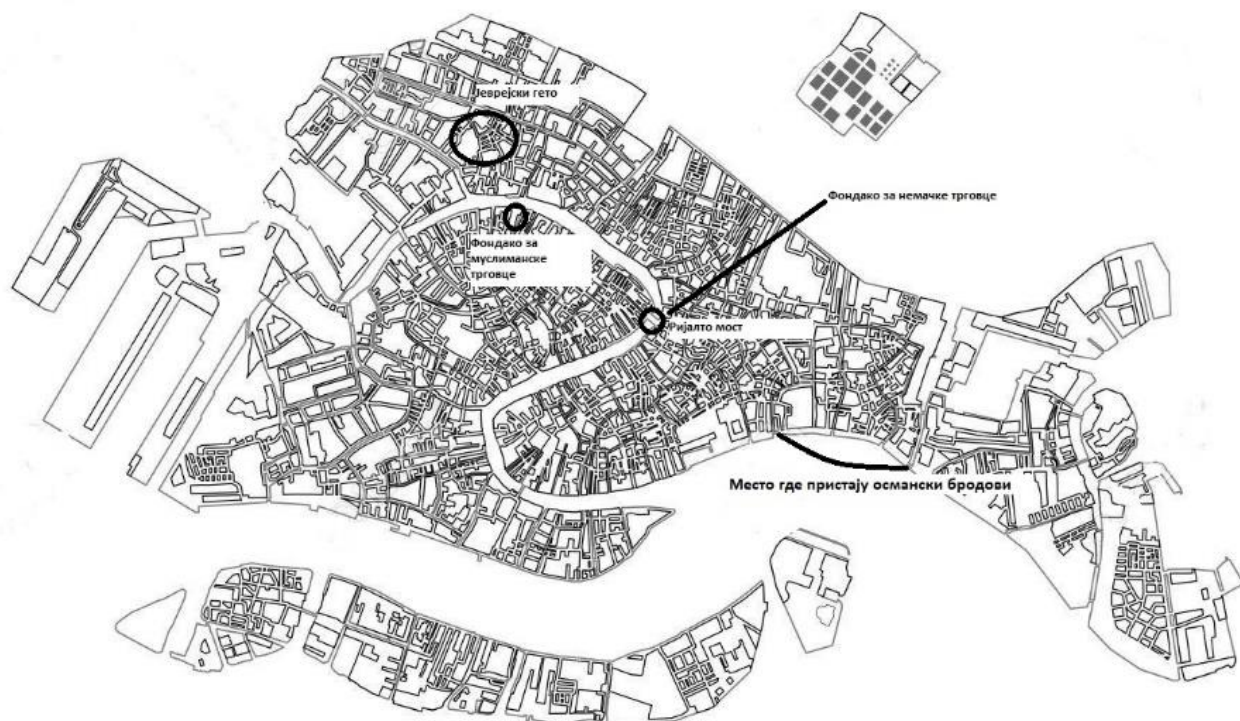 Јеврејски гето
Фондако за немачке трговце
Фондако за
муслиманске
трговце
Ријалто мост
Место где пристају османски бродови